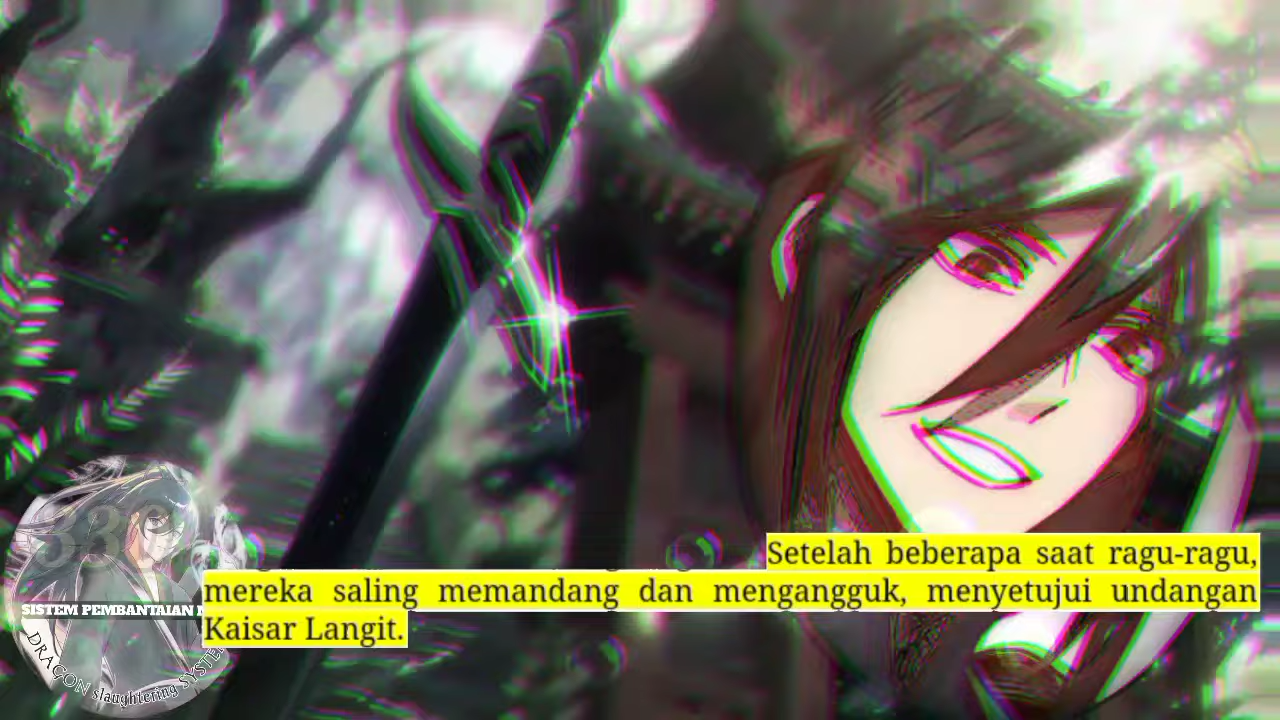 Setelah beberapa saat ragu-ragu,
mereka saling memandang dan mengangguk, menyetujui undangan
Kaisar Langit.
SISTEM PEMBANTAIAN
DRAGON slaughtering SYSTEM